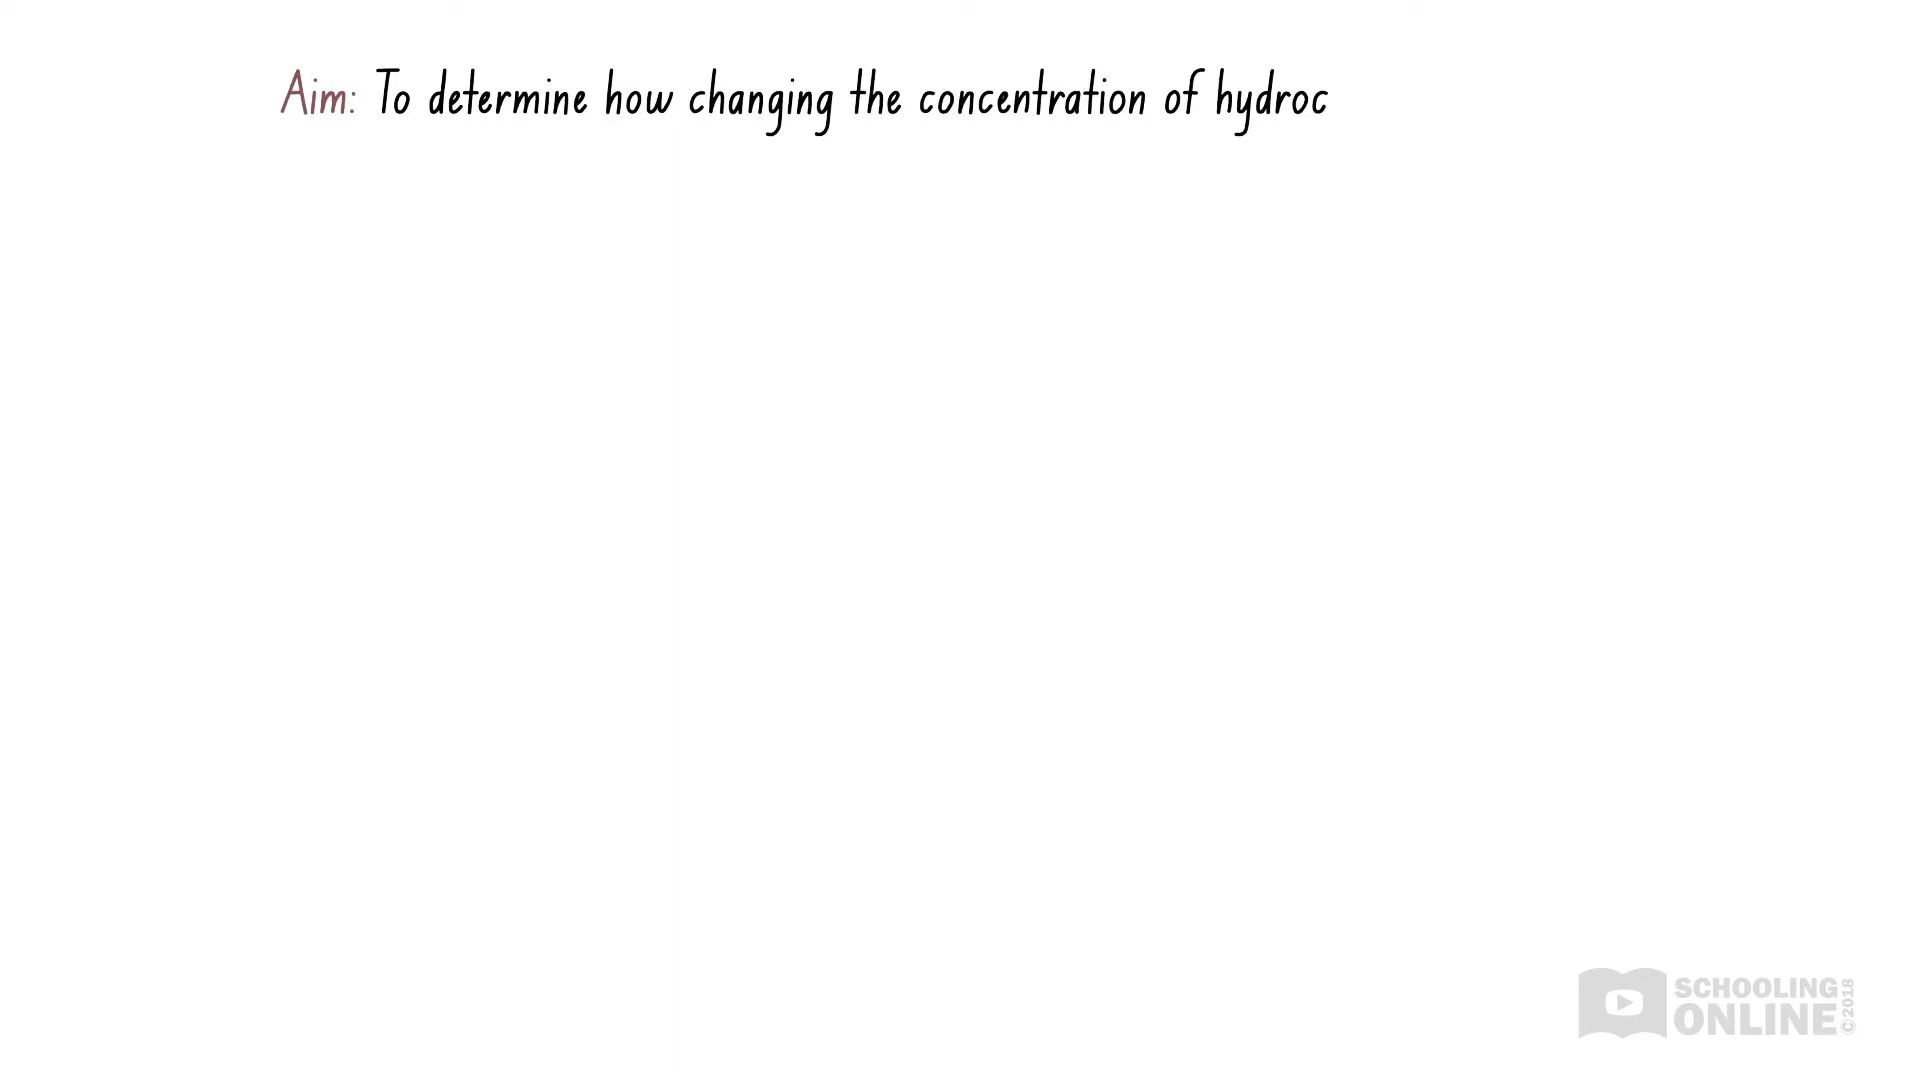 Aim: To determine how changing the concentration of hydroc
SCHOOLING
ONLINE
©2018